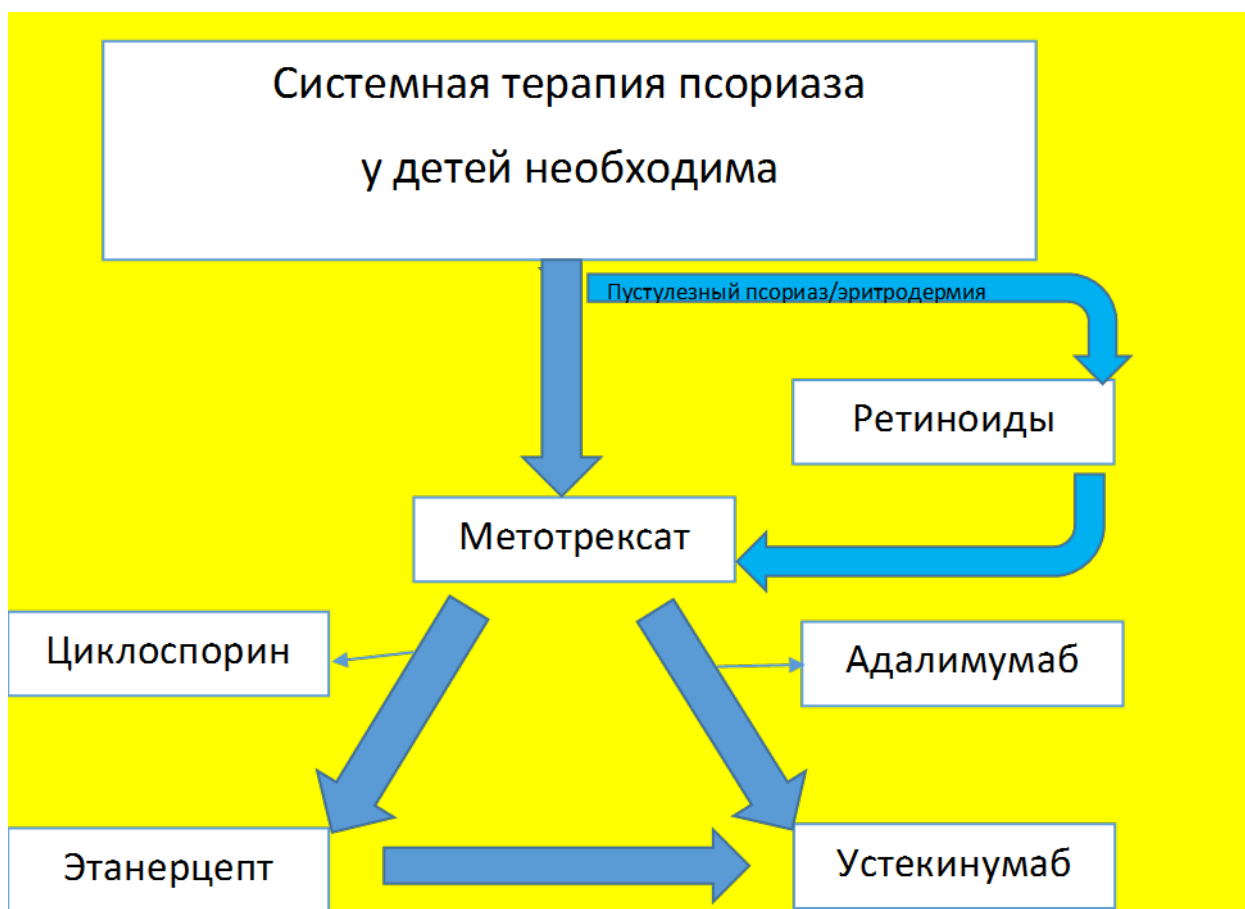 Системная терапия псориаза
у детей необходима
Пустулезный псориаз/эритродермия
Ретиноиды
Метотрексат
Циклоспорин
Адалимумаб
Этанерцепт
Устекинумаб